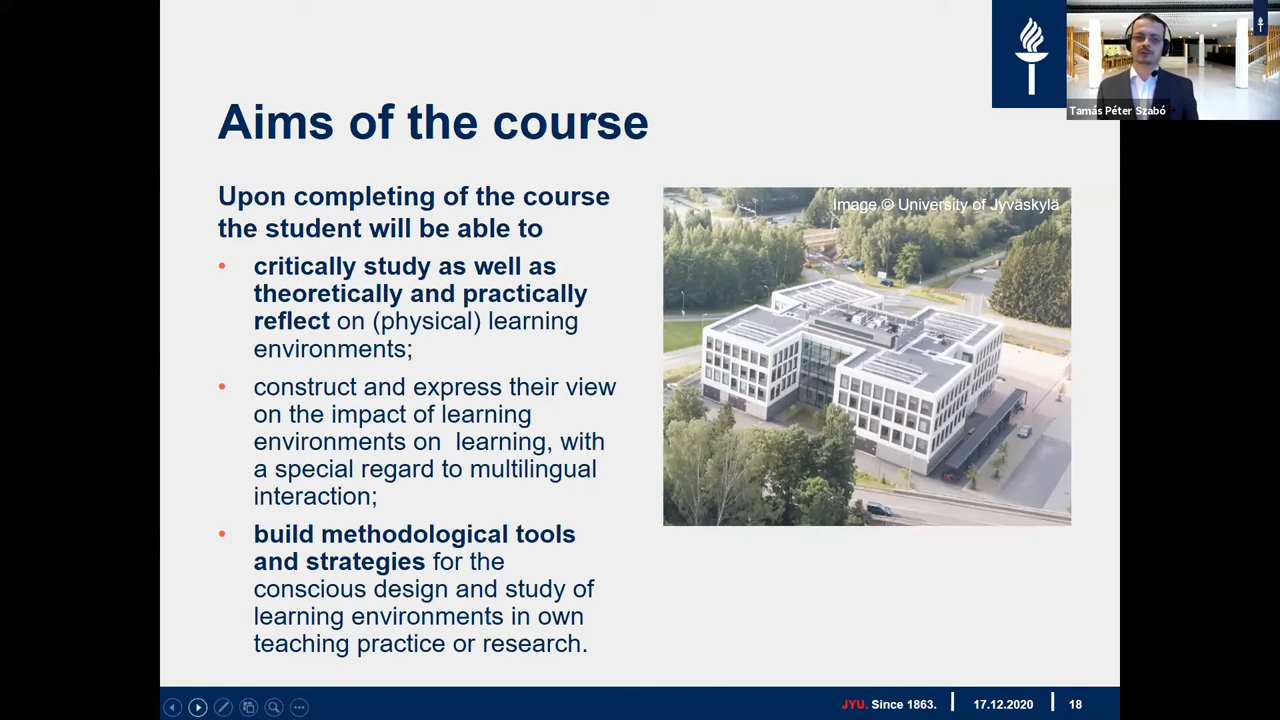 Aims of the course
Upon completing of the course
the student will be able to
• critically study as well as
theoretically and practically
reflect on (physical) learning
environments;
• construct and express their view
on the impact of learning
environments on learning, with
a special regard to multilingual
interaction;
• build methodological tools
and strategies for the
conscious design and study of
learning environments in own
teaching practice or research.
Image © University of Jyväskylä
Tamás Péter Szabó
JYU. Since 1863.
17.12.2020
18